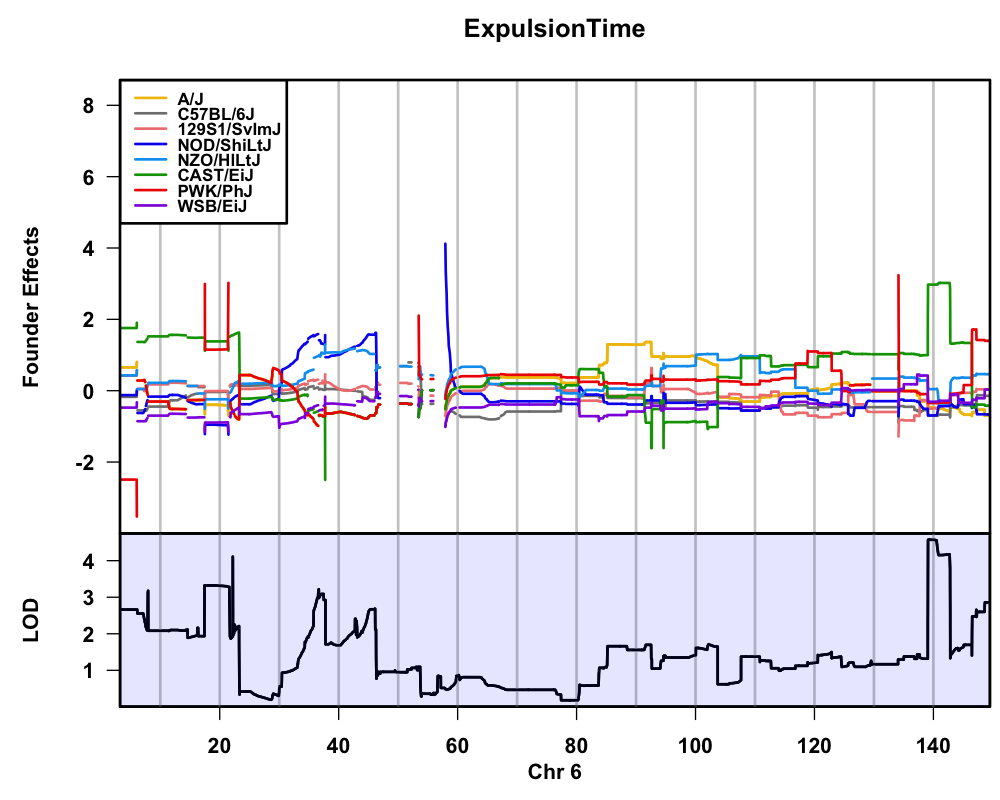 ExpulsionTime
A/J
C57BL/6J
129S1/SvImJ
NOD/ShiLtJ
NZO/HlLtJ
CAST/EiJ
PWK/PhJ
WSB/EiJ
Founder Effects
8
6
4
2
0
-2
LOD
4
3
2
1
20 40 60 80 100 120 140
Chr 6